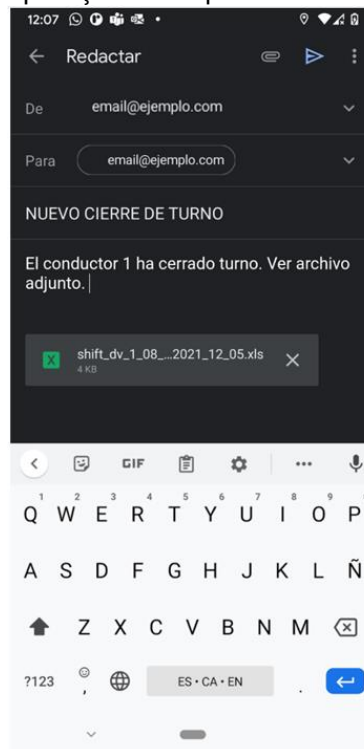 12:07
Redactar
De email@ejemplo.com
Para email@ejemplo.com
NUEVO CIERRE DE TURNO
El conductor 1 ha cerrado turno. Ver archivo
adjunto.
X shift_dv_1_08_...2021_12_05.xls
4 KB
GIF
1 2 3 4 5 6 7 8 9 0
Q W E R T Y U I O P
A S D F G H J K L Ñ
Z X C V B N M
?123 , ES • CA • EN .